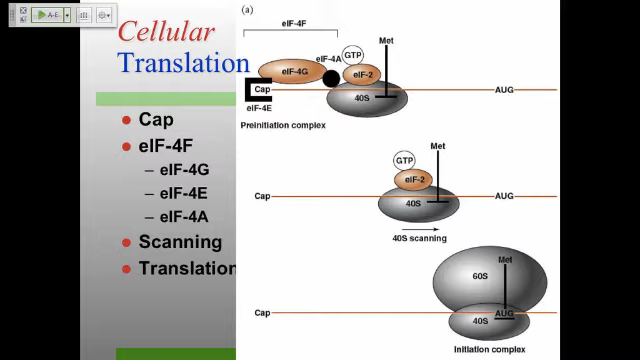 A-E
Cellular
Translation
Cap
eIF-4F
– eIF-4G
– eIF-4E
– eIF-4A
Scanning
Translation
(a)
eIF-4F
eIF-4A
GTP
Met
eIF-4G
eIF-2
Cap
40S
AUG
eIF-4E
Preinitiation complex
Met
GTP
eIF-2
Cap
40S
AUG
40S scanning
Met
60S
Cap
40S
AUG
Initiation complex